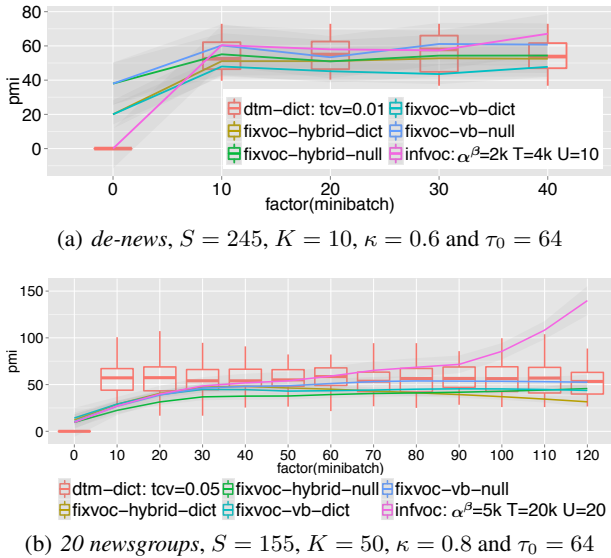 80
60
40
20
0
pmi
dtm-dict: tcv=0.01
fixvoc-vb-dict
fixvoc-hybrid-dict
fixvoc-vb-null
fixvoc-hybrid-null
infvoc: αᵝ=2k T=4k U=10
0 10 20 30 40
factor(minibatch)
(a) de-news, S = 245, K = 10, κ = 0.6 and τ₀ = 64
150
100
50
0
pmi
0 10 20 30 40 50 60 70 80 90 100 110 120
factor(minibatch)
dtm-dict: tcv=0.05 fixvoc-hybrid-null fixvoc-vb-null
fixvoc-hybrid-dict fixvoc-vb-dict infvoc: αᵝ=5k T=20k U=20
(b) 20 newsgroups, S = 155, K = 50, κ = 0.8 and τ₀ = 64